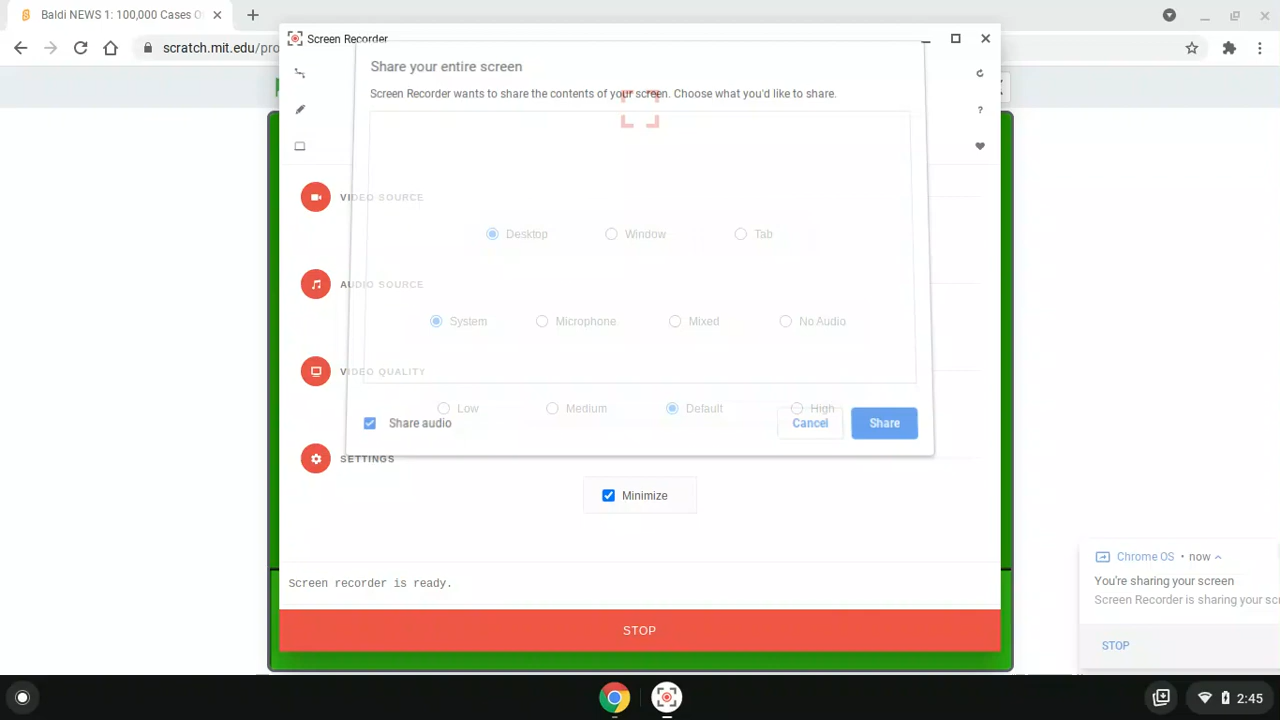 Baldi NEWS 1: 100,000 Cases O
scratch.mit.edu/pro
Screen Recorder
Share your entire screen
Screen Recorder wants to share the contents of your screen. Choose what you'd like to share.
?
VIDEO SOURCE
Desktop
Window
Tab
AUDIO SOURCE
System
Microphone
Mixed
No Audio
VIDEO QUALITY
Low
Medium
Default
High
Share audio
Cancel
Share
SETTINGS
Minimize
Screen recorder is ready.
STOP
Chrome OS • now
You're sharing your screen
Screen Recorder is sharing your scr
STOP
2:45